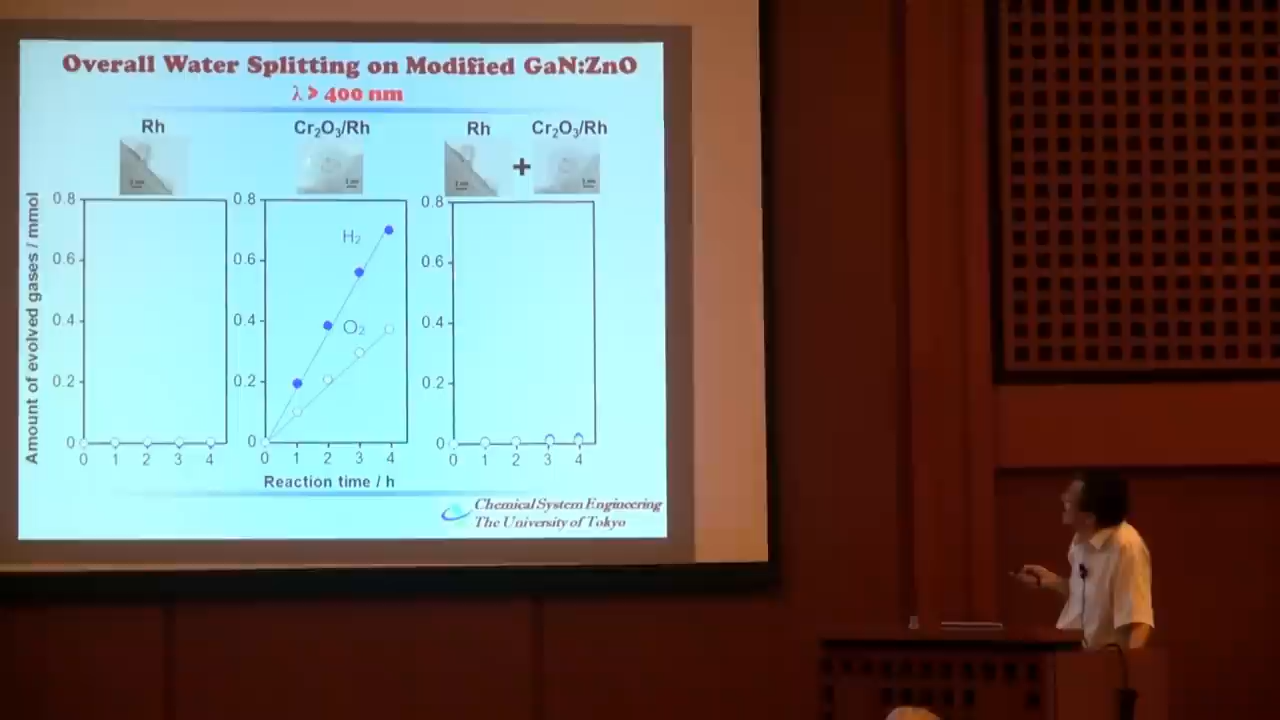 Overall Water Splitting on Modified GaN:ZnO
λ > 400 nm
Rh
Cr₂O₃/Rh
Rh + Cr₂O₃/Rh
Amount of evolved gases / mmol
0.8
0.6
0.4
0.2
0
0 1 2 3 4
0.8
0.6
0.4
0.2
0
H₂
O₂
0 1 2 3 4
0.8
0.6
0.4
0.2
0
0 1 2 3 4
Reaction time / h
Chemical System Engineering
The University of Tokyo